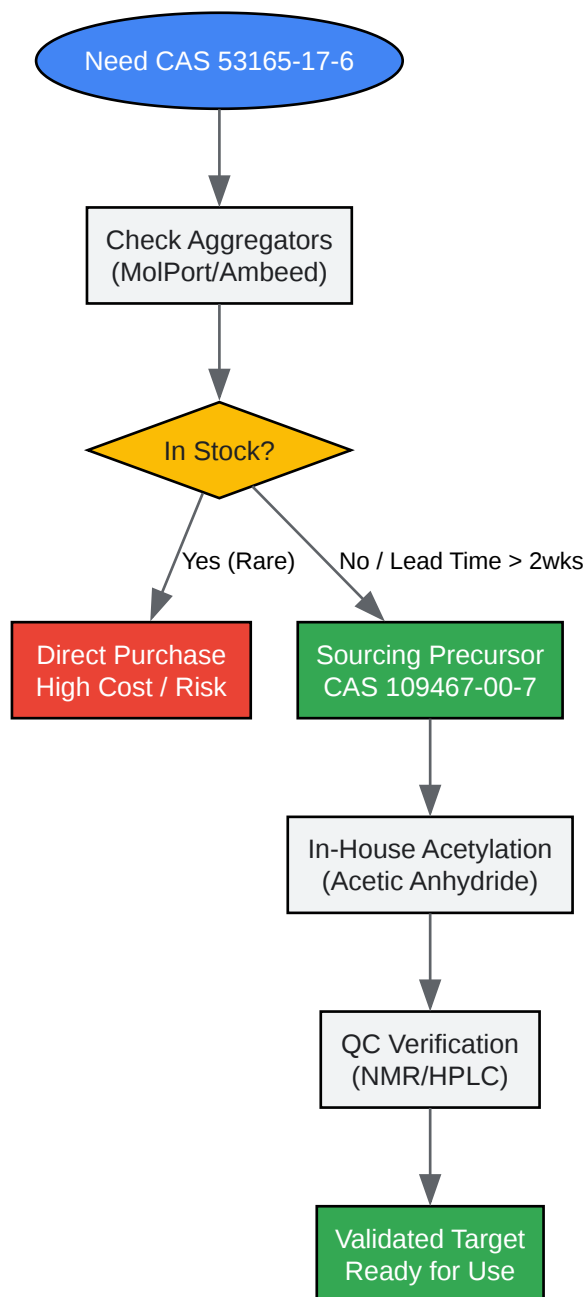 Need CAS 53165-17-6
Check Aggregators
(MolPort/Ambeed)
In Stock?
Yes (Rare)
No / Lead Time > 2wks
Direct Purchase
High Cost / Risk
Sourcing Precursor
CAS 109467-00-7
In-House Acetylation
(Acetic Anhydride)
QC Verification
(NMR/HPLC)
Validated Target
Ready for Use